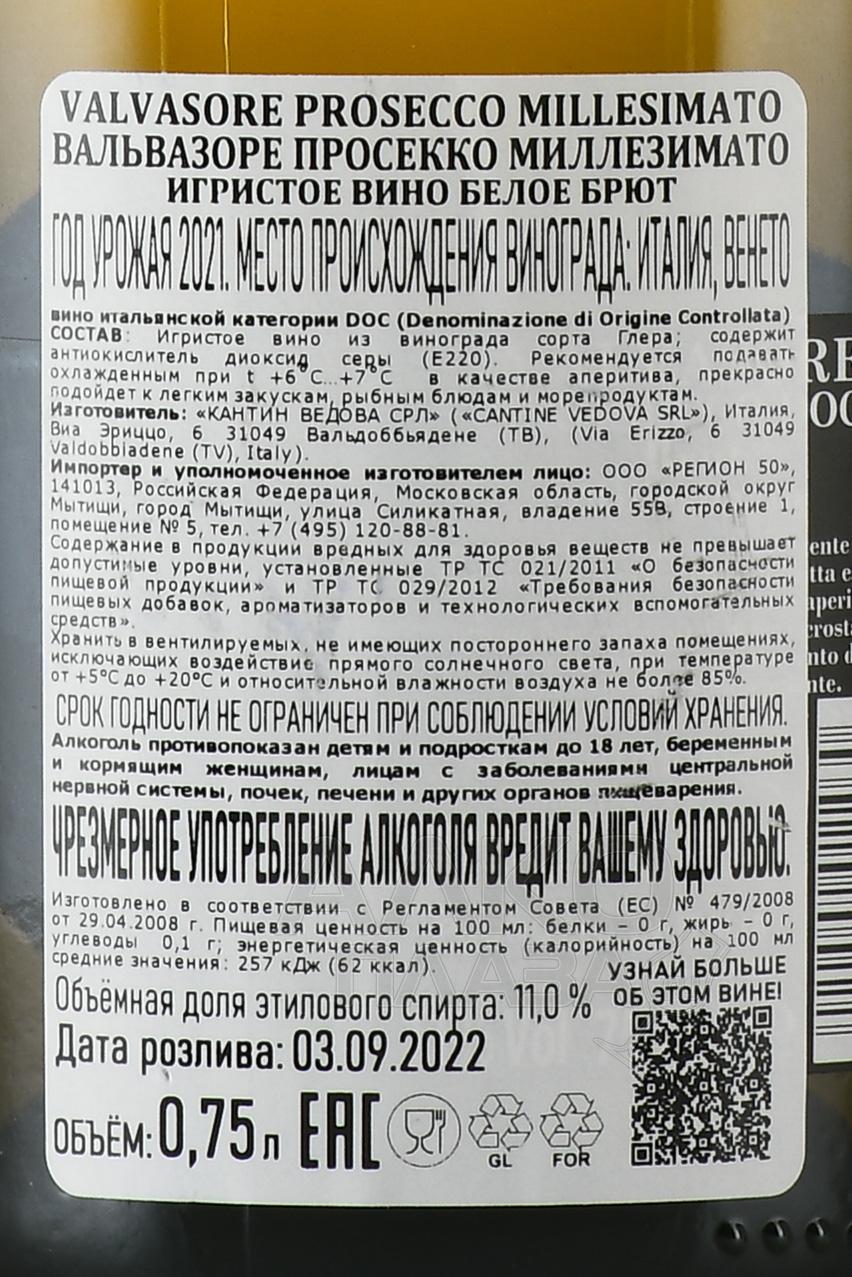 VALVASORE PROSECCO MILLESIMATO
ВАЛЬВАЗОРЕ ПРОСЕККО МИЛЛЕЗИМАТО
ИГРИСТОЕ ВИНО БЕЛОЕ БРЮТ
ГОД УРОЖАЯ 2021. МЕСТО ПРОИСХОЖДЕНИЯ ВИНОГРАДА: ИТАЛИЯ, ВЕНЕТО
вино итальянской категории DOC (Denominazione di Origine Controllata)
СОСТАВ: Игристое вино из винограда сорта Глера; содержит
антиокислитель диоксид серы (Е220). Рекомендуется подавать
охлажденным при t +6°С...+7°С в качестве аперитива, прекрасно
подойдет к легким закускам, рыбным блюдам и морепродуктам.
Изготовитель: «КАНТИН ВЕДОВА СРЛ» («CANTINE VEDOVA SRL»), Италия,
Виа Эриццо, 6 31049 Вальдоббьядене (ТВ), (Via Erizzo, 6 31049
Valdobbiadene (TV), Italy).
Импортер и уполномоченное изготовителем лицо: ООО «РЕГИОН 50»,
141013, Российская Федерация, Московская область, городской округ
Мытищи, город Мытищи, улица Силикатная, владение 55В, строение 1,
помещение № 5, тел. +7 (495) 120-88-81.
Содержание в продукции вредных для здоровья веществ не превышает
допустимые уровни, установленные ТР ТС 021/2011 «О безопасности
пищевой продукции» и ТР ТС 029/2012 «Требования безопасности
пищевых добавок, ароматизаторов и технологических вспомогательных
средств».
Хранить в вентилируемых, не имеющих постороннего запаха помещениях,
исключающих воздействие прямого солнечного света, при температуре
от +5°С до +20°С и относительной влажности воздуха не более 85%.
СРОК ГОДНОСТИ НЕ ОГРАНИЧЕН ПРИ СОБЛЮДЕНИИ УСЛОВИЙ ХРАНЕНИЯ.
Алкоголь противопоказан детям и подросткам до 18 лет, беременным
и кормящим женщинам, лицам с заболеваниями центральной
нервной системы, почек, печени и других органов пищеварения.
ЧРЕЗМЕРНОЕ УПОТРЕБЛЕНИЕ АЛКОГОЛЯ ВРЕДИТ ВАШЕМУ ЗДОРОВЬЮ.
Изготовлено в соответствии с Регламентом Совета (ЕС) № 479/2008
от 29.04.2008 г. Пищевая ценность на 100 мл: белки – 0 г, жиры – 0 г,
углеводы 0,1 г; энергетическая ценность (калорийность) на 100 мл
средние значения: 257 кДж (62 ккал).
УЗНАЙ БОЛЬШЕ
ОБ ЭТОМ ВИНЕ!
Объёмная доля этилового спирта: 11,0 %
Дата розлива: 03.09.2022
ОБЪЁМ: 0,75 л EAC
GL FOR